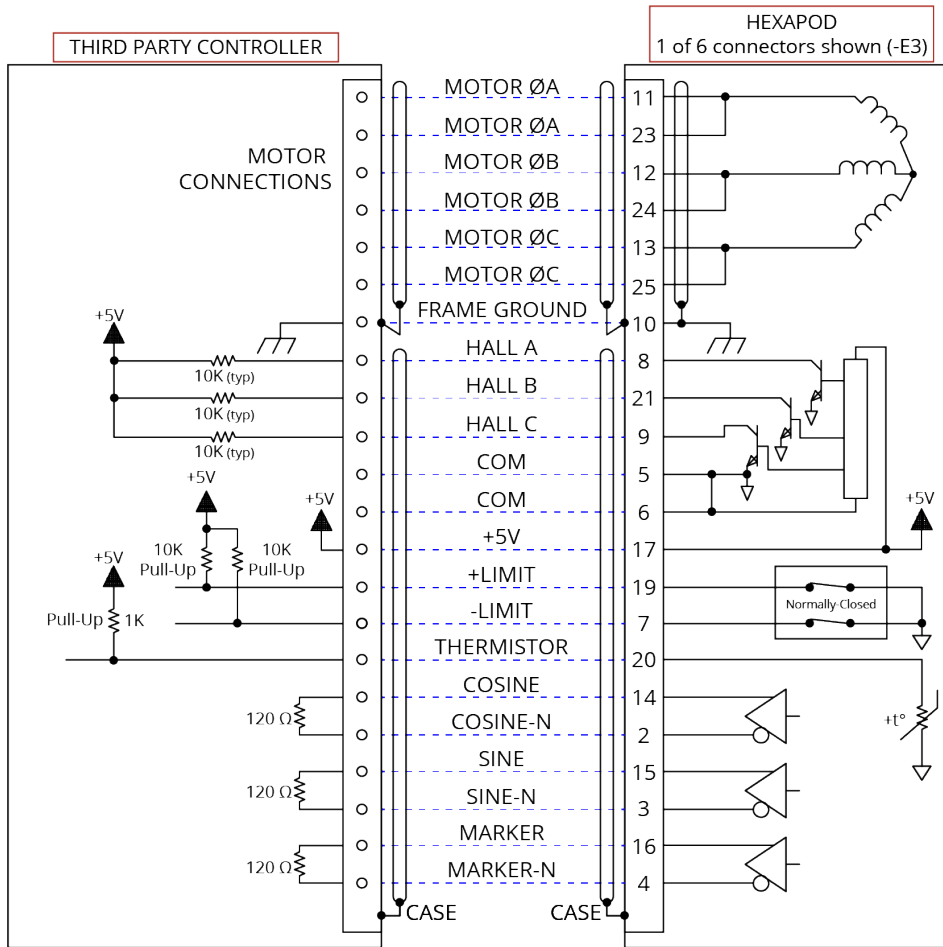 THIRD PARTY CONTROLLER
HEXAPOD
1 of 6 connectors shown (-E3)
MOTOR
CONNECTIONS
MOTOR ØA
11
MOTOR ØA
23
MOTOR ØB
12
MOTOR ØB
24
MOTOR ØC
13
MOTOR ØC
25
FRAME GROUND
10
+5V
HALL A
8
10K (typ)
HALL B
21
10K (typ)
HALL C
9
10K (typ)
COM
5
+5V
COM
6
+5V
+5V
+5V
17
10K
Pull-Up
10K
Pull-Up
+5V
+LIMIT
19
Normally-Closed
-LIMIT
7
Pull-Up
1K
THERMISTOR
20
COSINE
14
120 Ω
COSINE-N
2
+t°
SINE
15
120 Ω
SINE-N
3
MARKER
16
120 Ω
MARKER-N
4
CASE
CASE